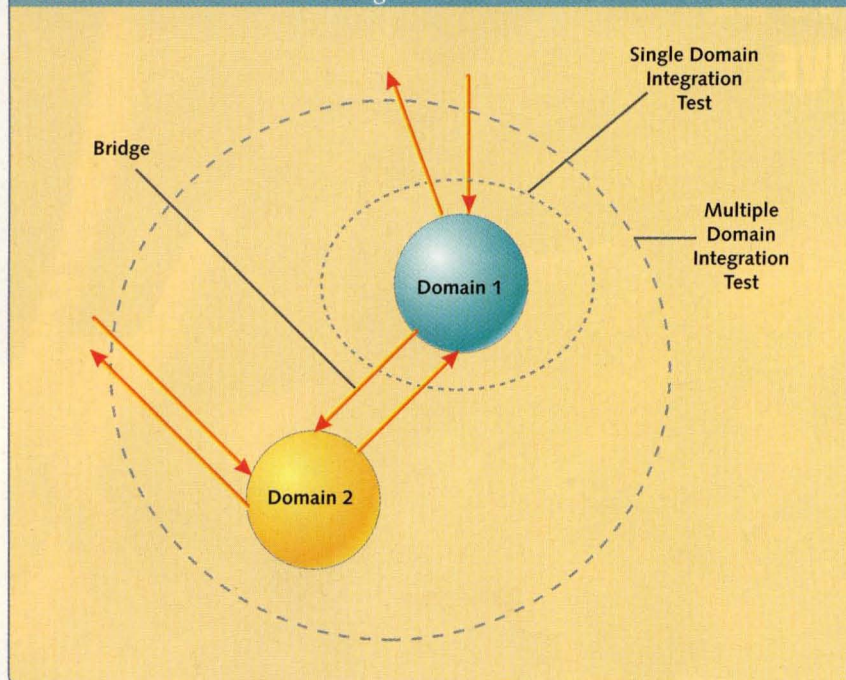 Single Domain
Integration
Test
Bridge
Multiple
Domain
Integration
Test
Domain 1
Domain 2